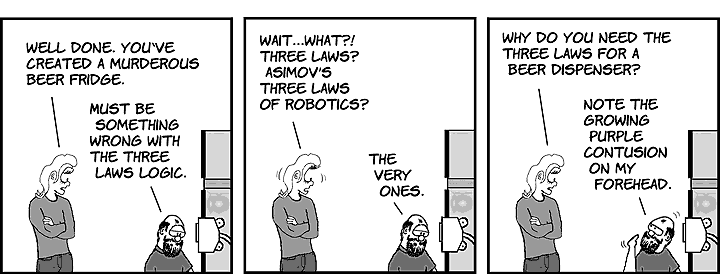 WELL DONE. YOU'VE
CREATED A MURDEROUS
BEER FRIDGE.
MUST BE
SOMETHING
WRONG WITH
THE THREE
LAWS LOGIC.
WAIT...WHAT?!
THREE LAWS?
ASIMOV'S
THREE LAWS
OF ROBOTICS?
THE
VERY
ONES.
WHY DO YOU NEED THE
THREE LAWS FOR A
BEER DISPENSER?
NOTE THE
GROWING
PURPLE
CONTUSION
ON MY
FOREHEAD.